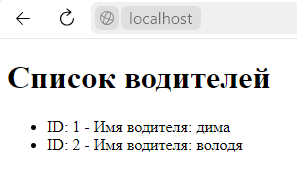 localhost
Список водителей
ID: 1 - Имя водителя: дима
ID: 2 - Имя водителя: володя